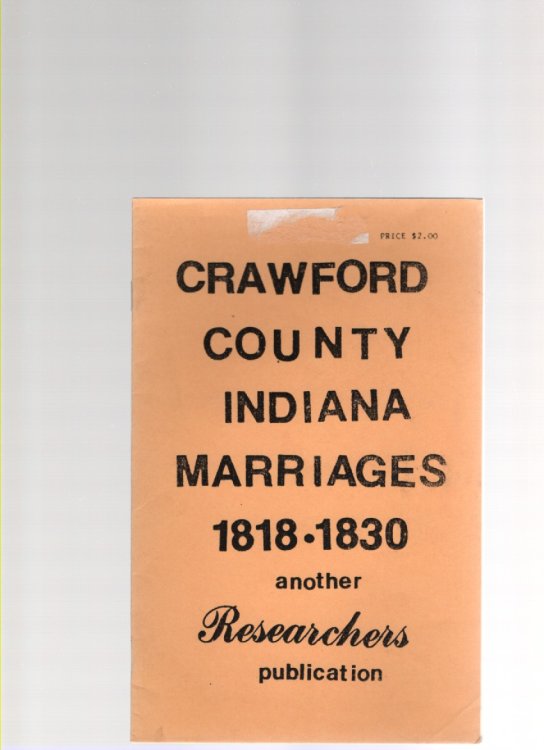 PRICE $2.00
CRAWFORD
COUNTY
INDIANA
MARRIAGES
1818•1830
another
Researchers
publication